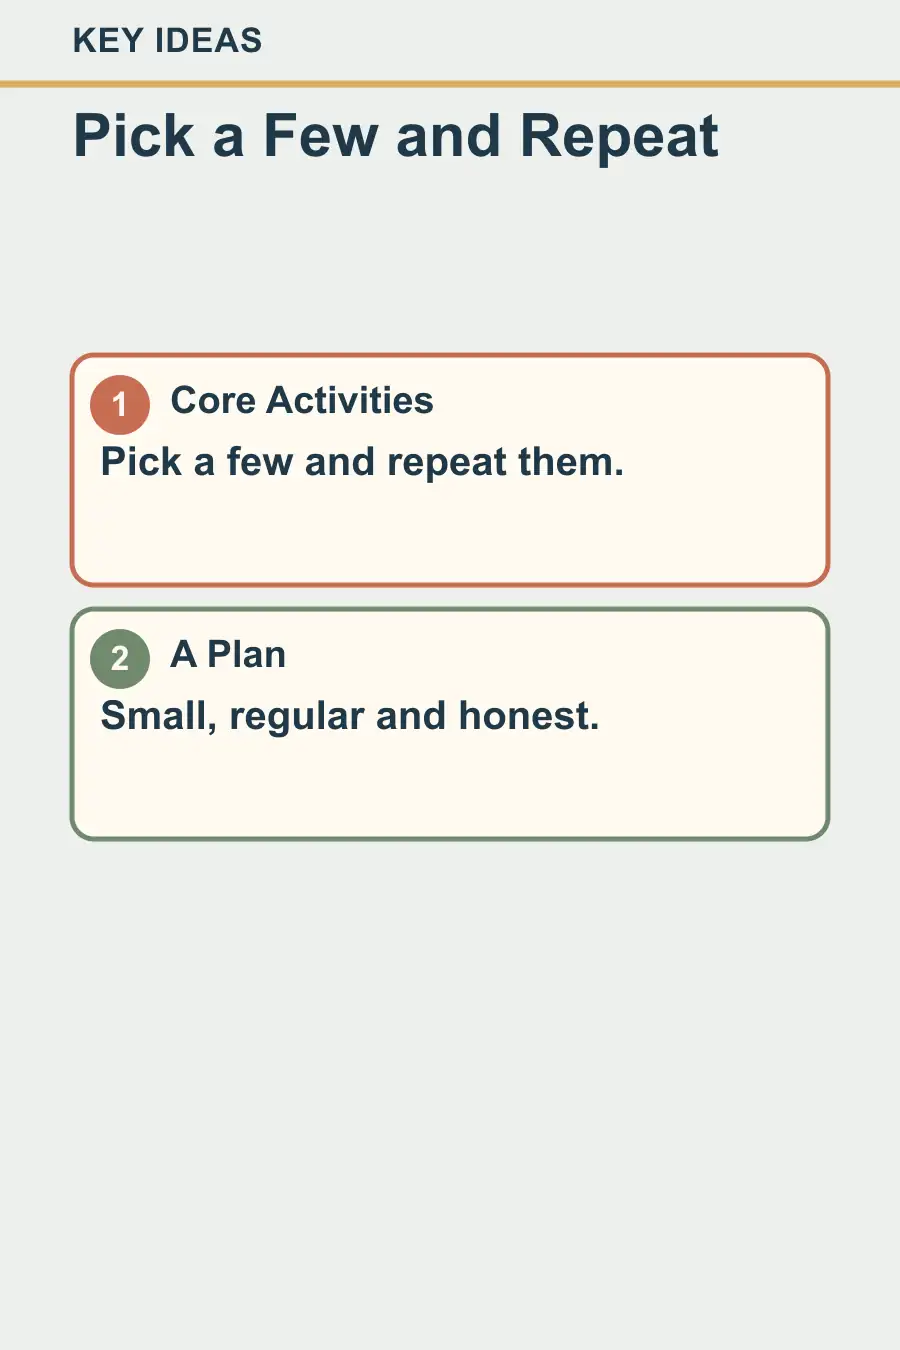 KEY IDEAS
Pick a Few and Repeat
1 Core Activities
Pick a few and repeat them.
2 A Plan
Small, regular and honest.